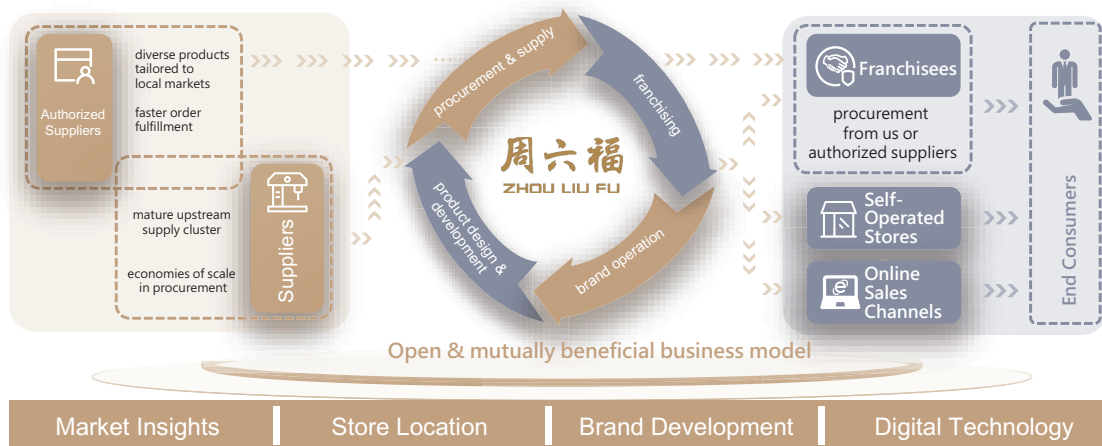 Authorized
Suppliers
diverse products
tailored to
local markets
faster order
fulfillment
mature upstream
supply cluster
economies of scale
in procurement
Suppliers
procurement & supply
franchising
brand operation
product design &
development
周六福
ZHOU LIU FU
Franchisees
procurement
from us or
authorized suppliers
Self-
Operated
Stores
Online
Sales
Channels
End Consumers
Open & mutually beneficial business model
Market Insights
Store Location
Brand Development
Digital Technology